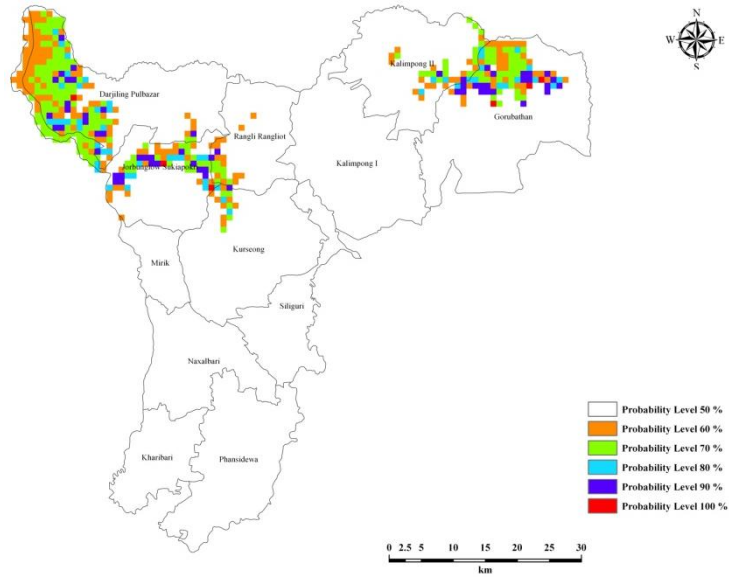 N
W E
S
Kalimpong II
Darjiling Pulbazar
Gorubathan
Rangli Rangliot
Jorbunglow Sukiapokri
Kalimpong I
Kurseong
Mirik
Siliguri
Naxalbari
Kharibari
Phansidewa
Probability Level 50 %
Probability Level 60 %
Probability Level 70 %
Probability Level 80 %
Probability Level 90 %
Probability Level 100 %
0 2.5 5 10 15 20 25 30
km